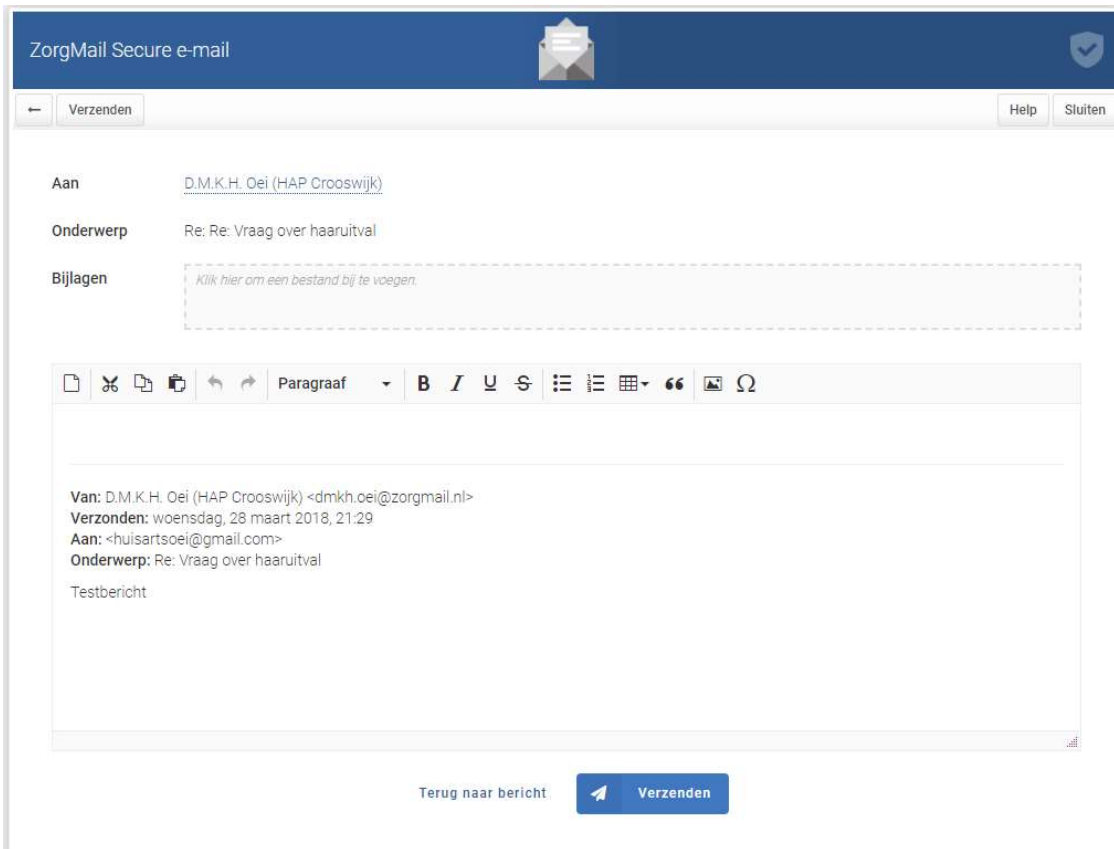 ZorgMail Secure e-mail
← Verzenden Help Sluiten
Aan D.M.K.H. Oei (HAP Crooswijk)
Onderwerp Re: Re: Vraag over haaruitval
Bijlagen Klik hier om een bestand bij te voegen.
Paragraaf B I U S Ω
Van: D.M.K.H. Oei (HAP Crooswijk) <dmkh.oei@zorgmail.nl>
Verzonden: woensdag, 28 maart 2018, 21:29
Aan: <huisartsoei@gmail.com>
Onderwerp: Re: Vraag over haaruitval
Testbericht
Terug naar bericht Verzenden